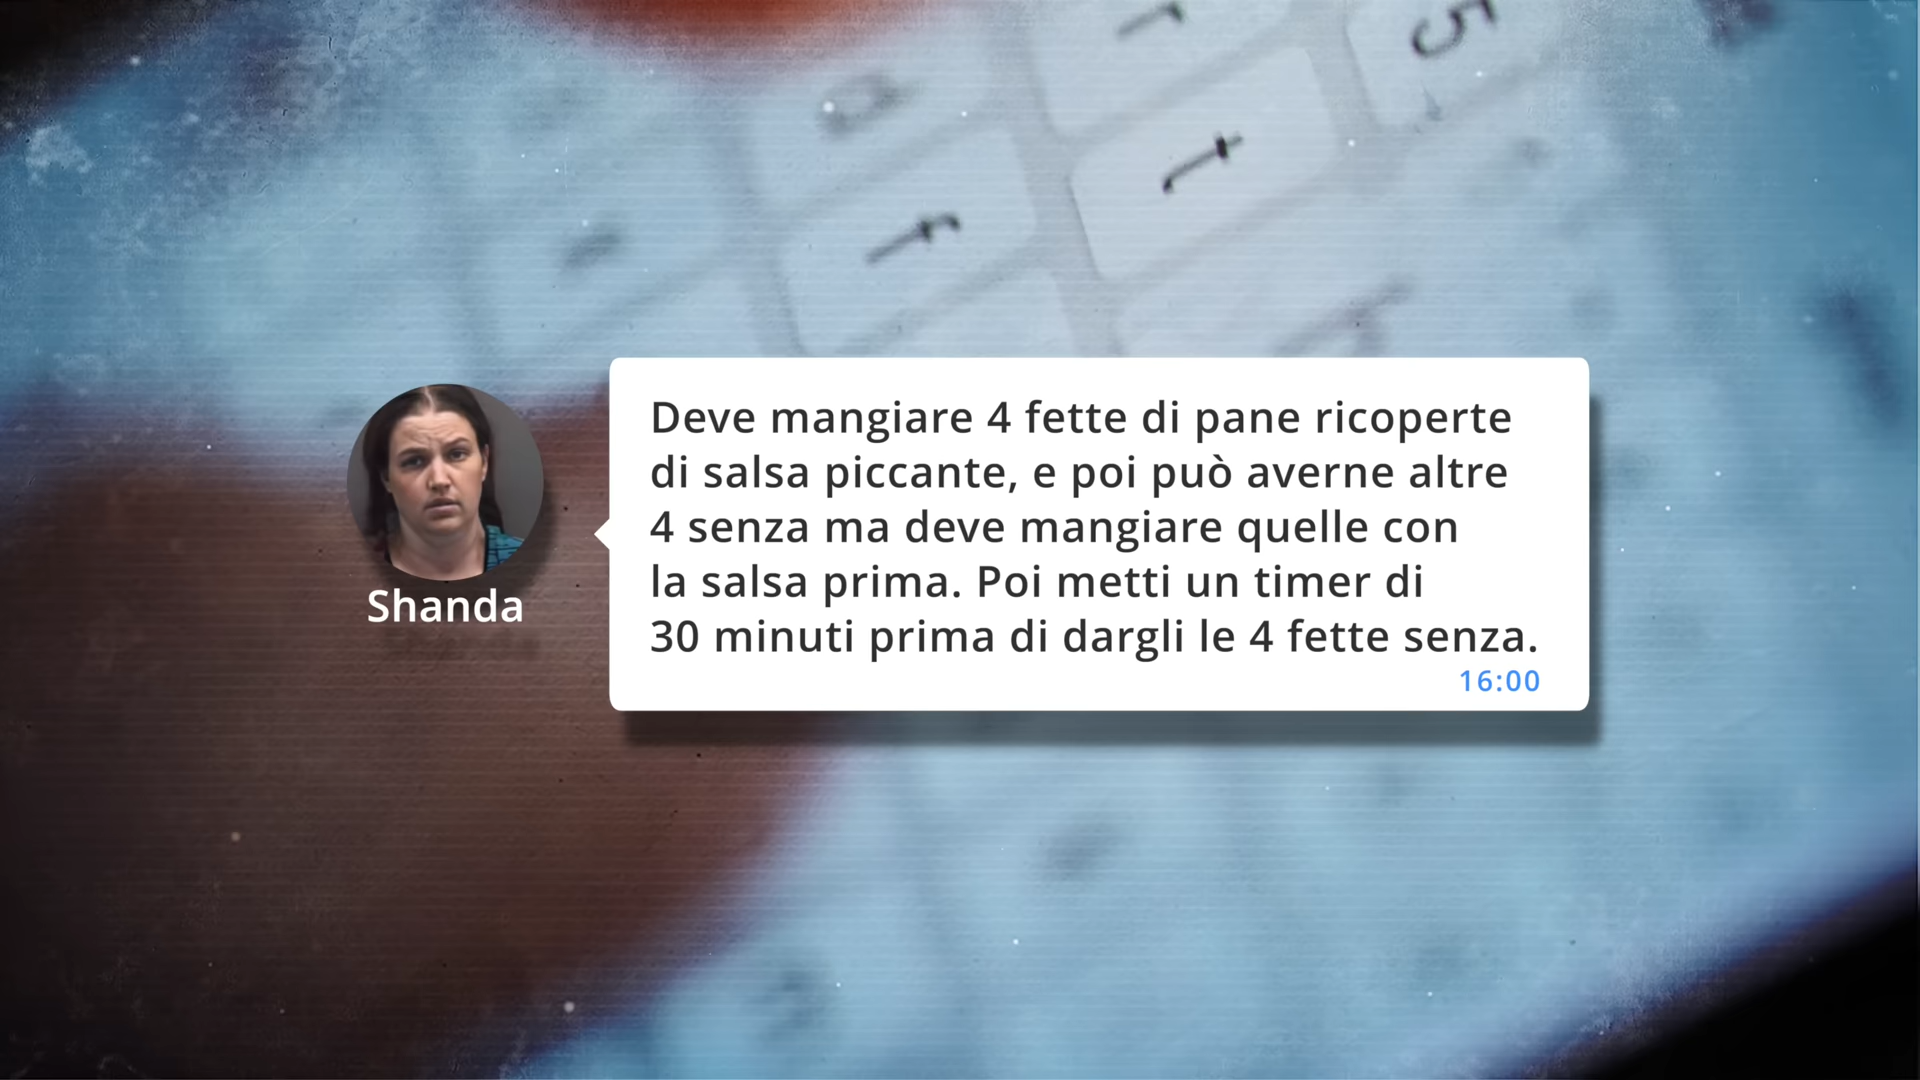 Deve mangiare 4 fette di pane ricoperte
di salsa piccante, e poi può averne altre
4 senza ma deve mangiare quelle con
la salsa prima. Poi metti un timer di
30 minuti prima di dargli le 4 fette senza.
16:00
Shanda
r
5
f
t